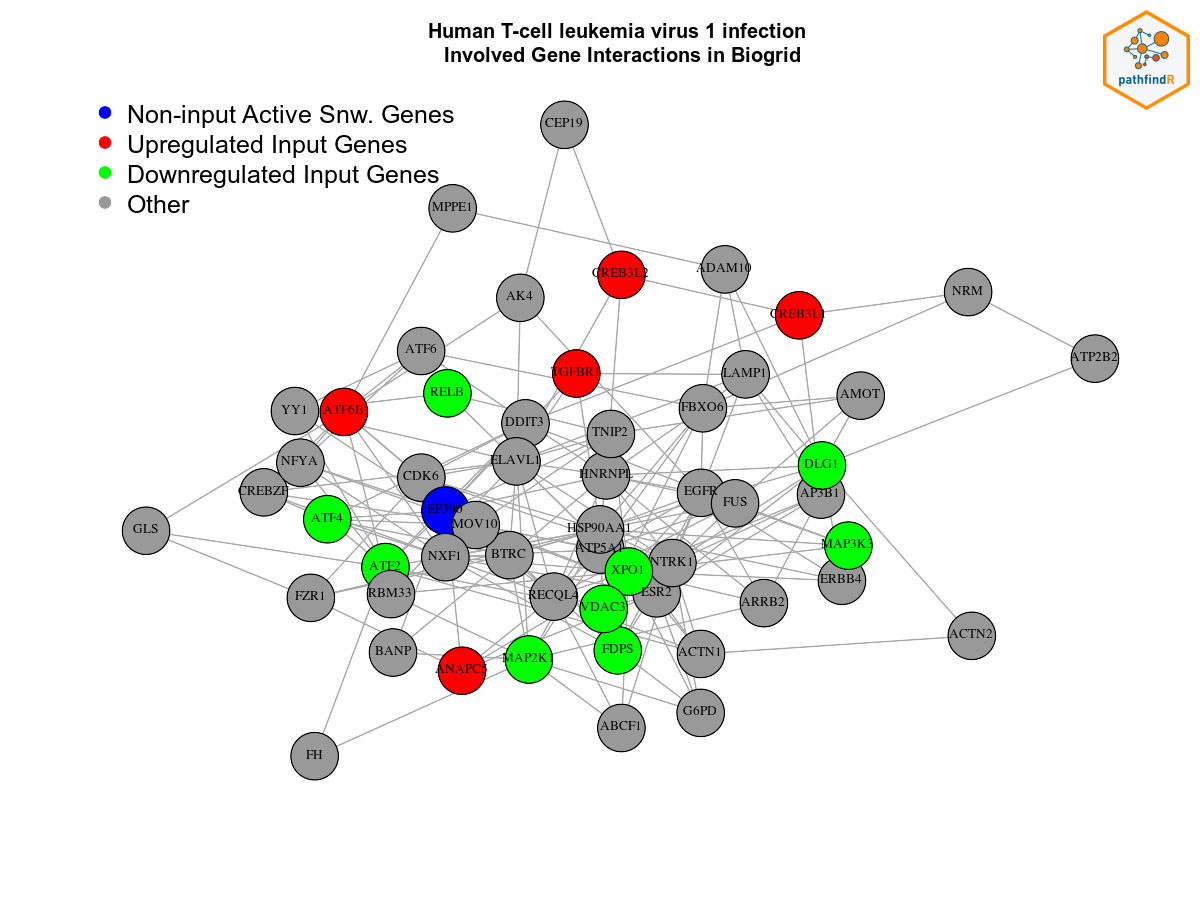 Human T-cell leukemia virus 1 infection
Involved Gene Interactions in Biogrid
pathfindR
Non-input Active Snw. Genes
Upregulated Input Genes
Downregulated Input Genes
Other
CEP19
MPPE1
CREB3L2
ADAM10
AK4
NRM
CREB3L1
ATF6
ATP2B2
TGFBR1
LAMP1
RELB
AMOT
YY1
ATF6B
FBXO6
DDIT3
TNIP2
NFYA
ELAVL1
DLG1
CDK6
HNRNPL
CREBZF
EGFR
FUS
AP3B1
EP300
ATF4
MOV10
GLS
HSP90AA1
ATP5A1
MAP3K3
NXF1
BTRC
NTRK1
ATF2
XPO1
ERBB4
FZR1
RBM33
RECQL4
ESR2
VDAC3
ARRB2
ACTN2
BANP
MAP2K1
FDPS
ACTN1
ANAPC5
G6PD
ABCF1
FH